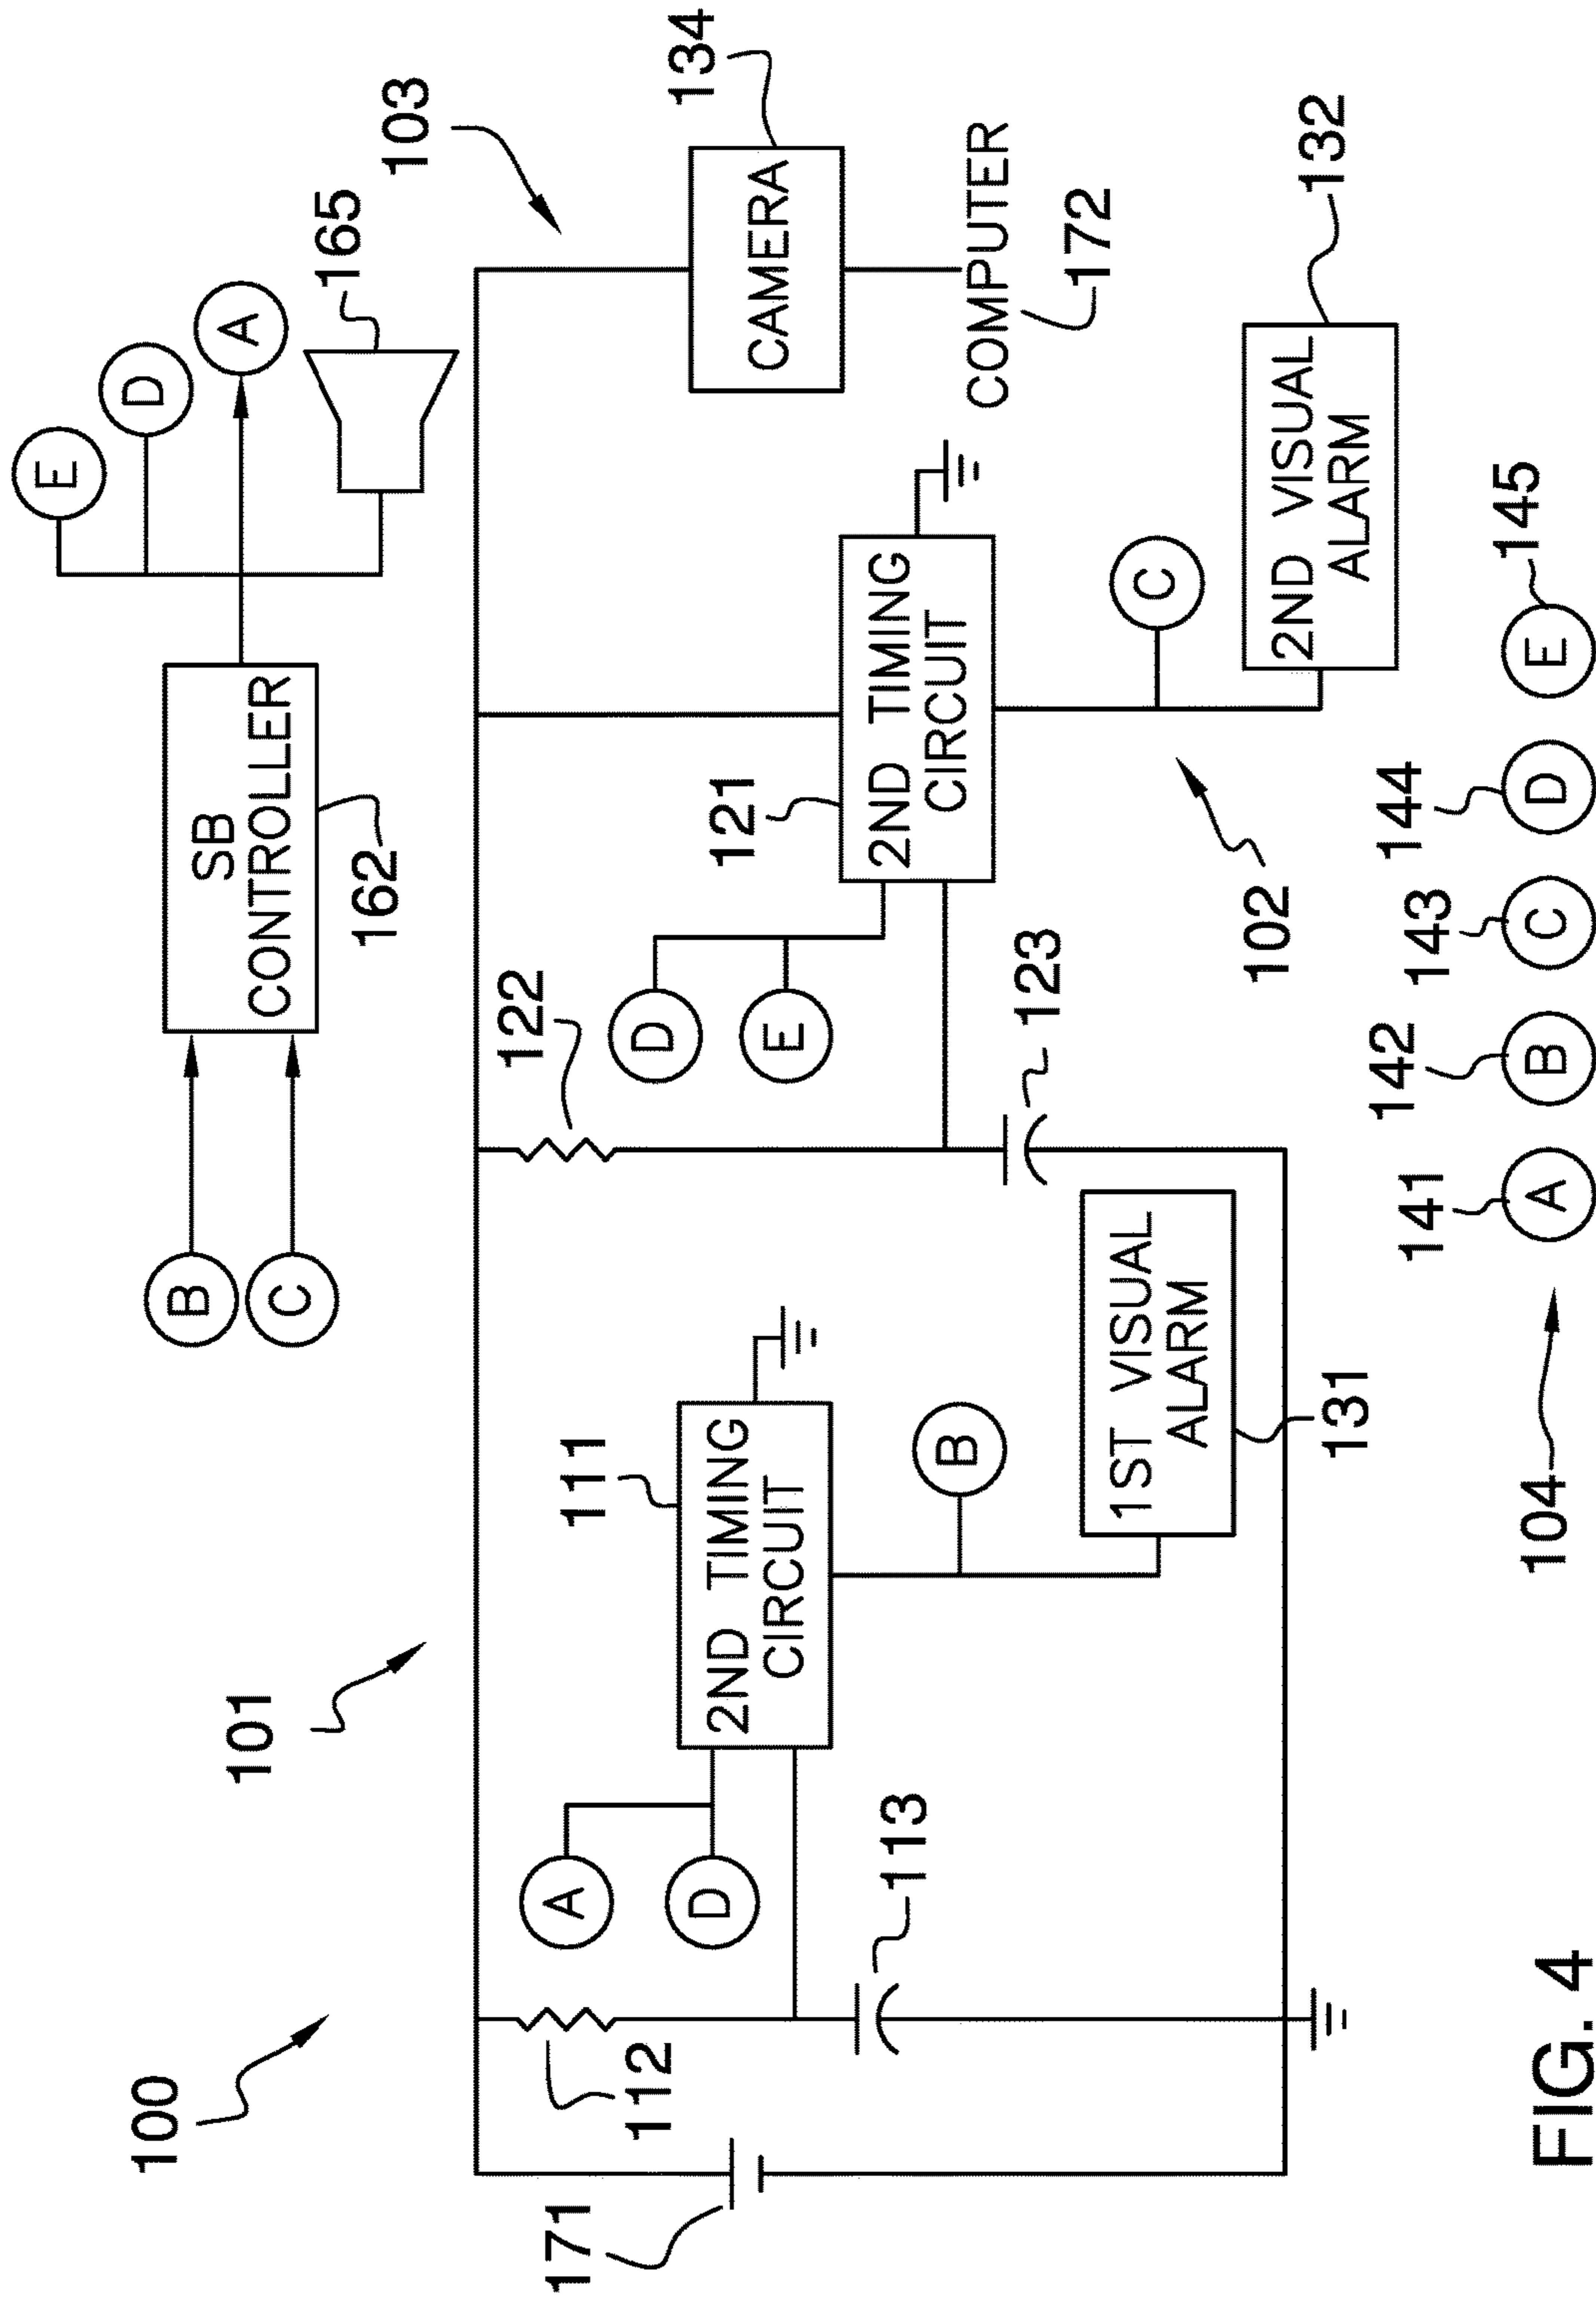 100
101
B
C
SB
CONTROLLER
162
E
D
A
165
103
171
112
A
D
113
2ND TIMING
CIRCUIT
111
B
1ST VISUAL
ALARM
131
122
D
E
123
121
2ND TIMING
CIRCUIT
C
102
2ND VISUAL
ALARM
132
CAMERA
134
COMPUTER
172
104
141
142
143
144
145
A
B
C
D
E
FIG. 4